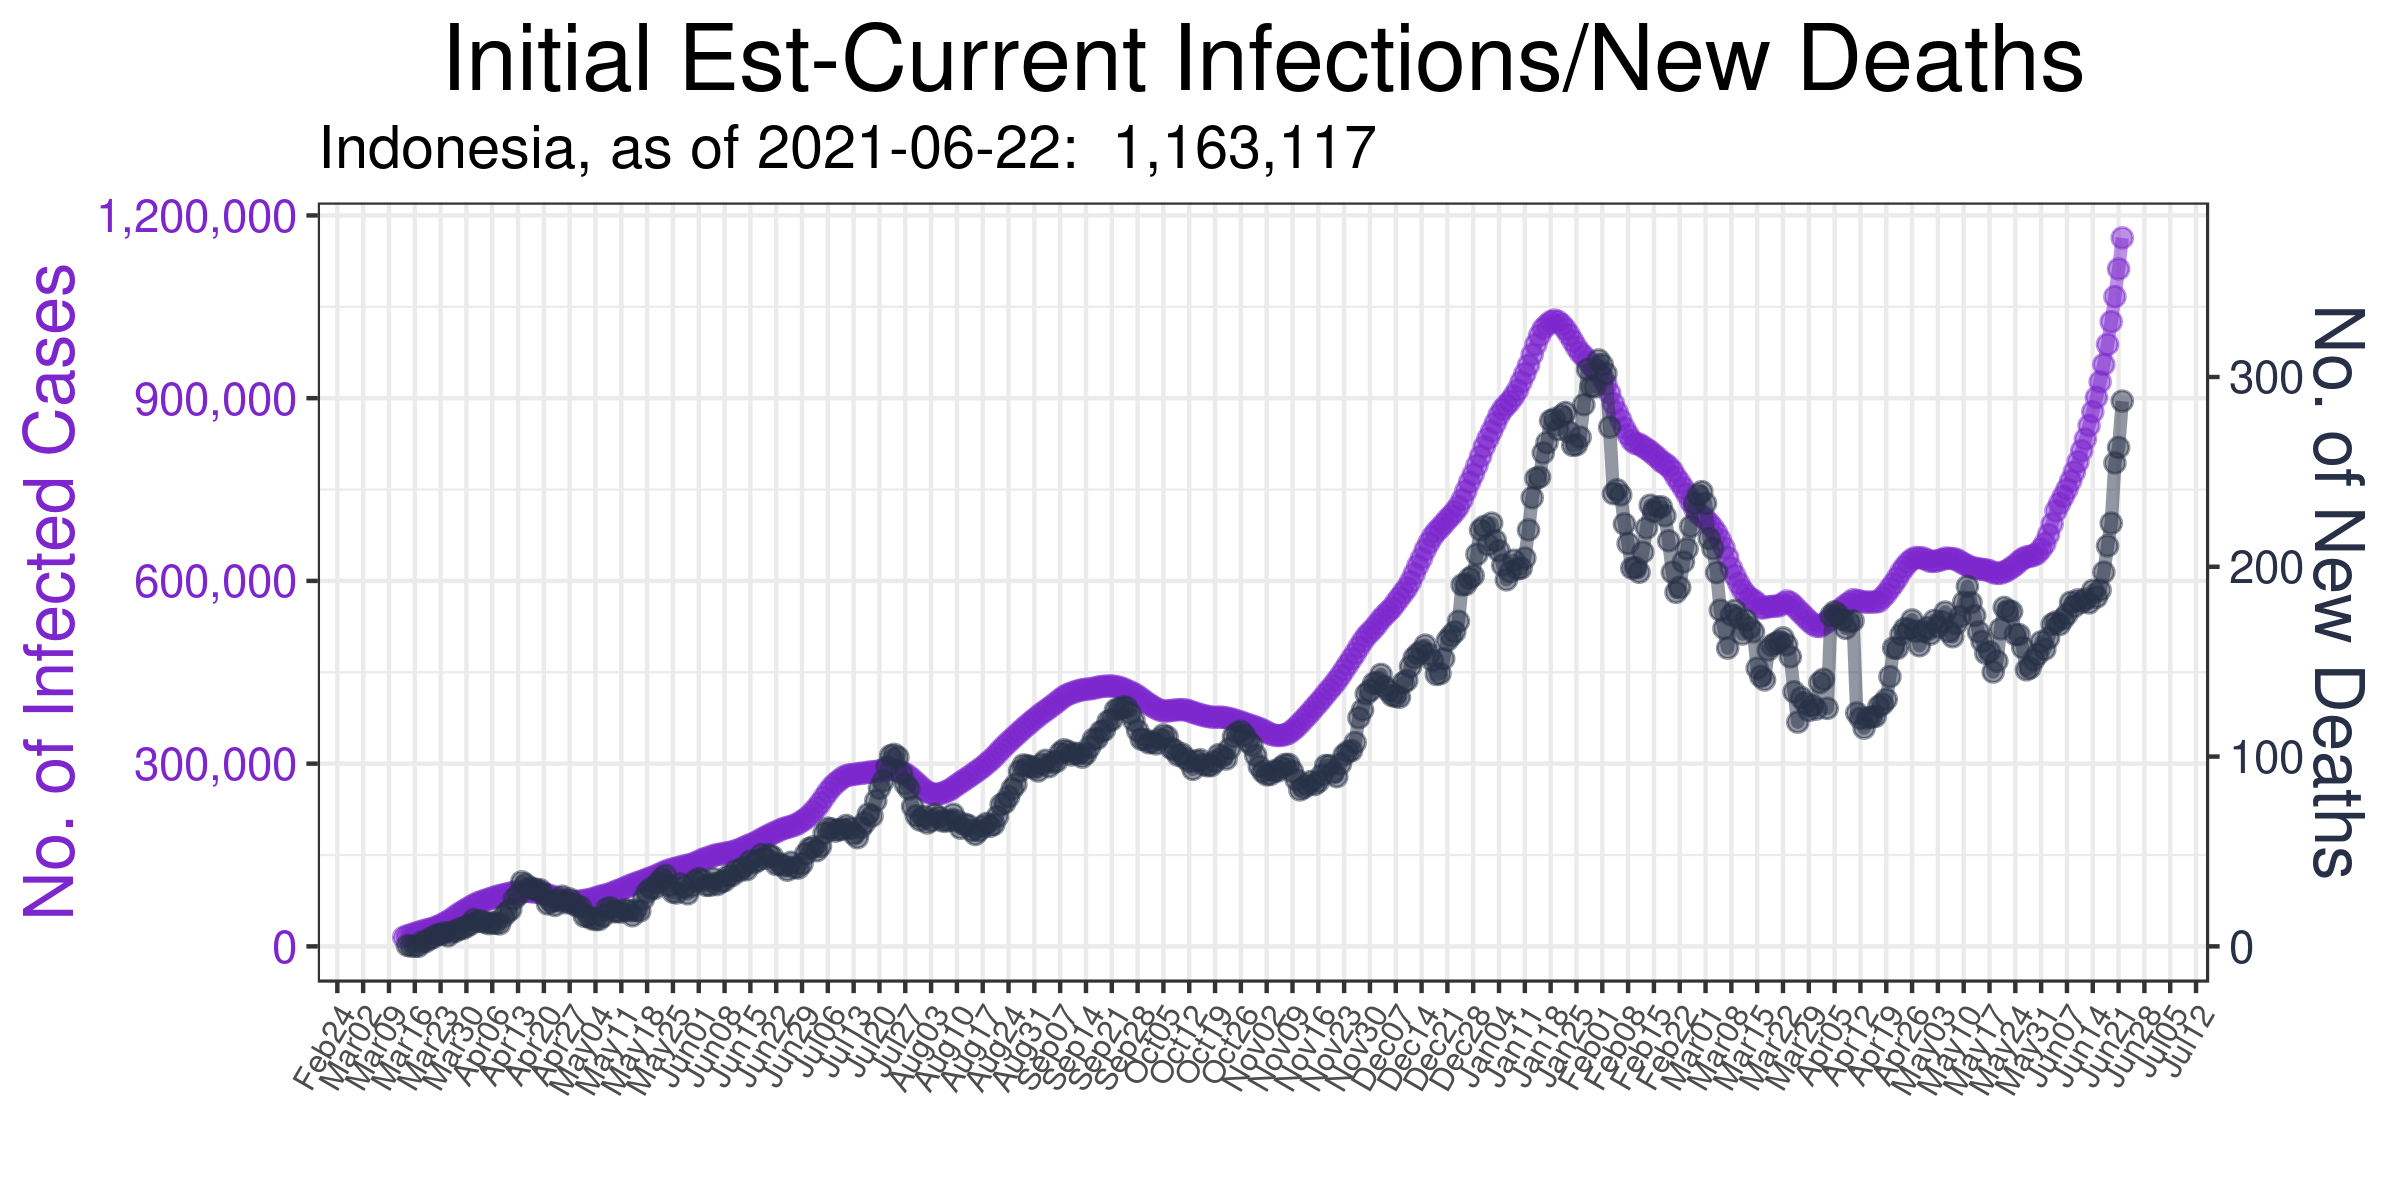 Initial Est-Current Infections/New Deaths
Indonesia, as of 2021-06-22: 1,163,117
No. of Infected Cases
1,200,000
900,000
600,000
300,000
0
No. of New Deaths
300
200
100
0
Feb24
Mar02
Mar09
Mar16
Mar23
Mar30
Apr06
Apr13
Apr20
Apr27
May04
May11
May18
May25
Jun01
Jun08
Jun15
Jun22
Jun29
Jul06
Jul13
Jul20
Jul27
Aug03
Aug10
Aug17
Aug24
Aug31
Sep07
Sep14
Sep21
Sep28
Oct05
Oct12
Oct19
Oct26
Nov02
Nov09
Nov16
Nov23
Nov30
Dec07
Dec14
Dec21
Dec28
Jan04
Jan11
Jan18
Jan25
Feb01
Feb08
Feb15
Feb22
Mar01
Mar08
Mar15
Mar22
Mar29
Apr05
Apr12
Apr19
Apr26
May03
May10
May17
May24
May31
Jun07
Jun14
Jun21
Jun28
Jul05
Jul12